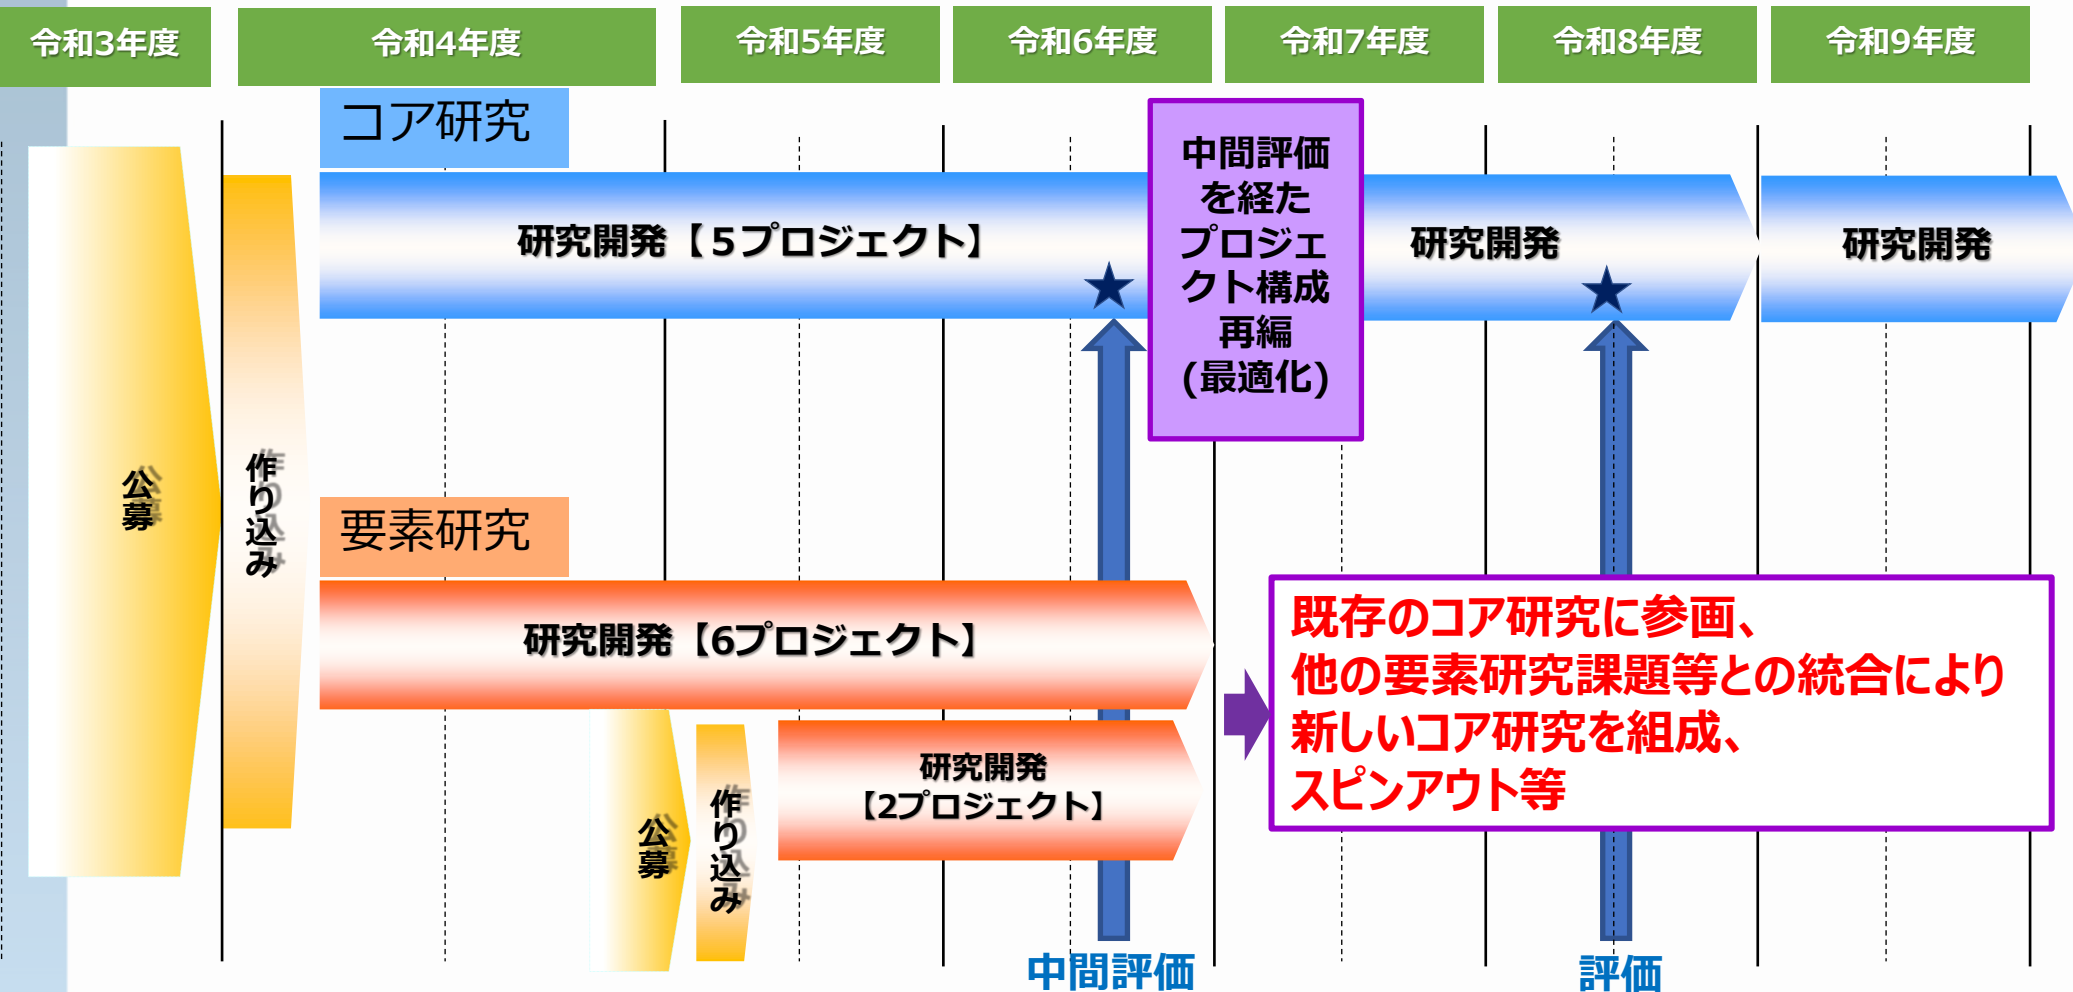 令和3年度
令和4年度
令和5年度
令和6年度
令和7年度
令和8年度
令和9年度
コア研究
研究開発【5プロジェクト】
中間評価
を経た
プロジェ
クト構成
再編
(最適化)
研究開発
研究開発
公募
作り込み
要素研究
研究開発【6プロジェクト】
既存のコア研究に参画、
他の要素研究課題等との統合により
新しいコア研究を組成、
スピンアウト等
公募
作り込み
研究開発
【2プロジェクト】
中間評価
評価